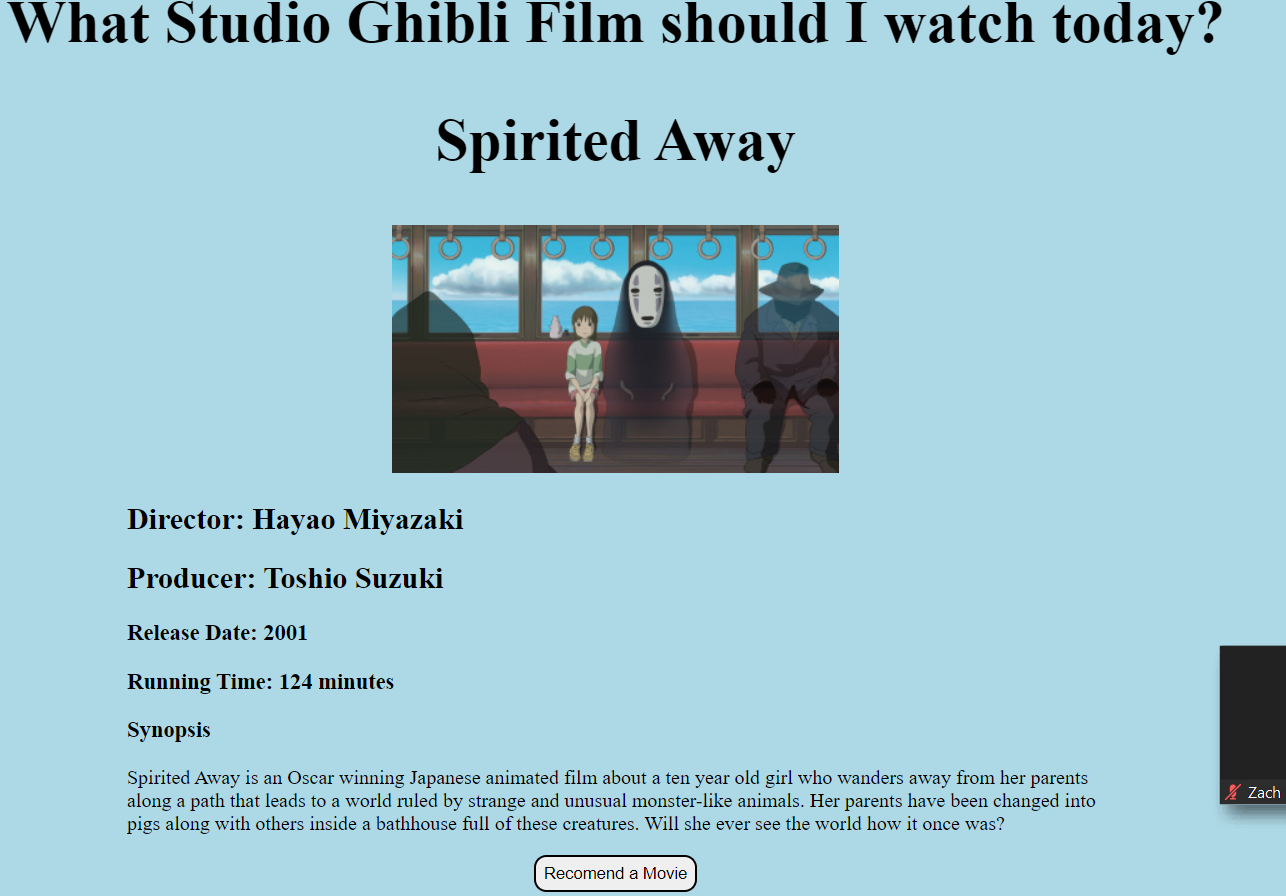 What Studio Ghibli Film should I watch today?
Spirited Away
Director: Hayao Miyazaki
Producer: Toshio Suzuki
Release Date: 2001
Running Time: 124 minutes
Synopsis
Spirited Away is an Oscar winning Japanese animated film about a ten year old girl who wanders away from her parents
along a path that leads to a world ruled by strange and unusual monster-like animals. Her parents have been changed into
pigs along with others inside a bathhouse full of these creatures. Will she ever see the world how it once was?
Zach
Recomend a Movie